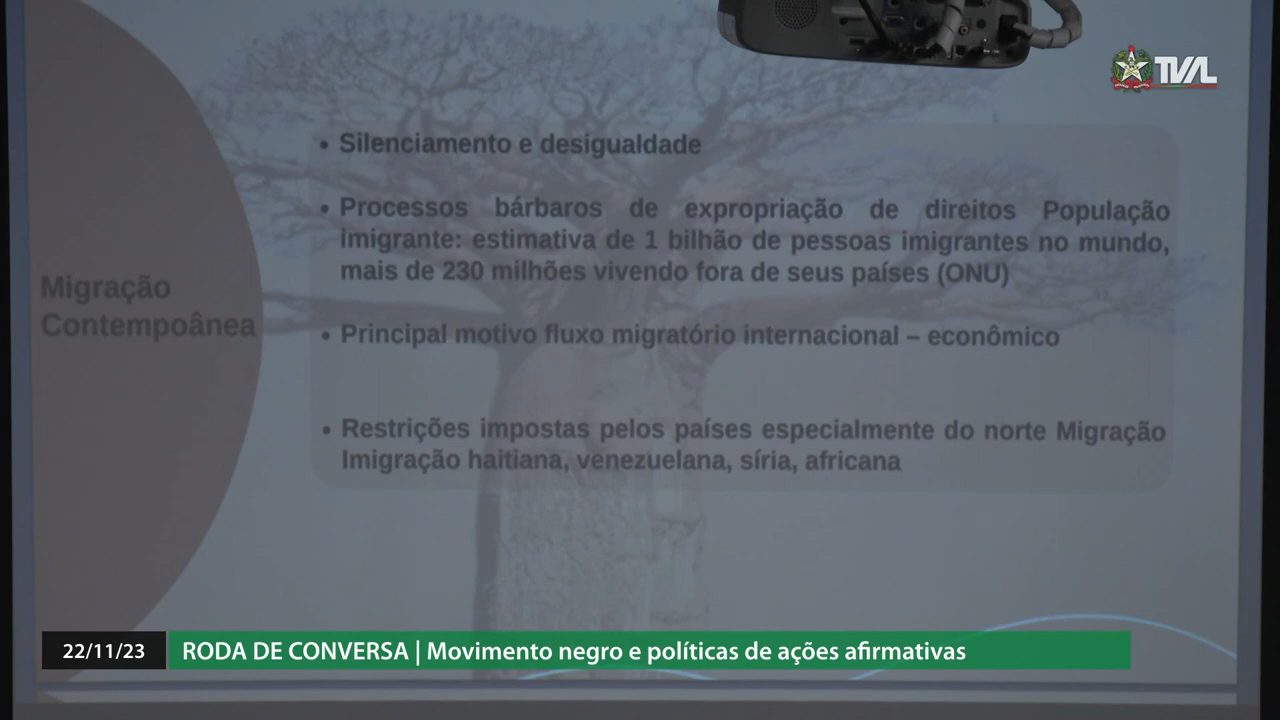 TVAL
• Silenciamento e desigualdade
• Processos bárbaros de expropriação de direitos População
imigrante: estimativa de 1 bilhão de pessoas imigrantes no mundo,
mais de 230 milhões vivendo fora de seus países (ONU)
Migração
Contempoânea
• Principal motivo fluxo migratório internacional – econômico
• Restrições impostas pelos países especialmente do norte Migração
Imigração haitiana, venezuelana, síria, africana
22/11/23
RODA DE CONVERSA | Movimento negro e políticas de ações afirmativas